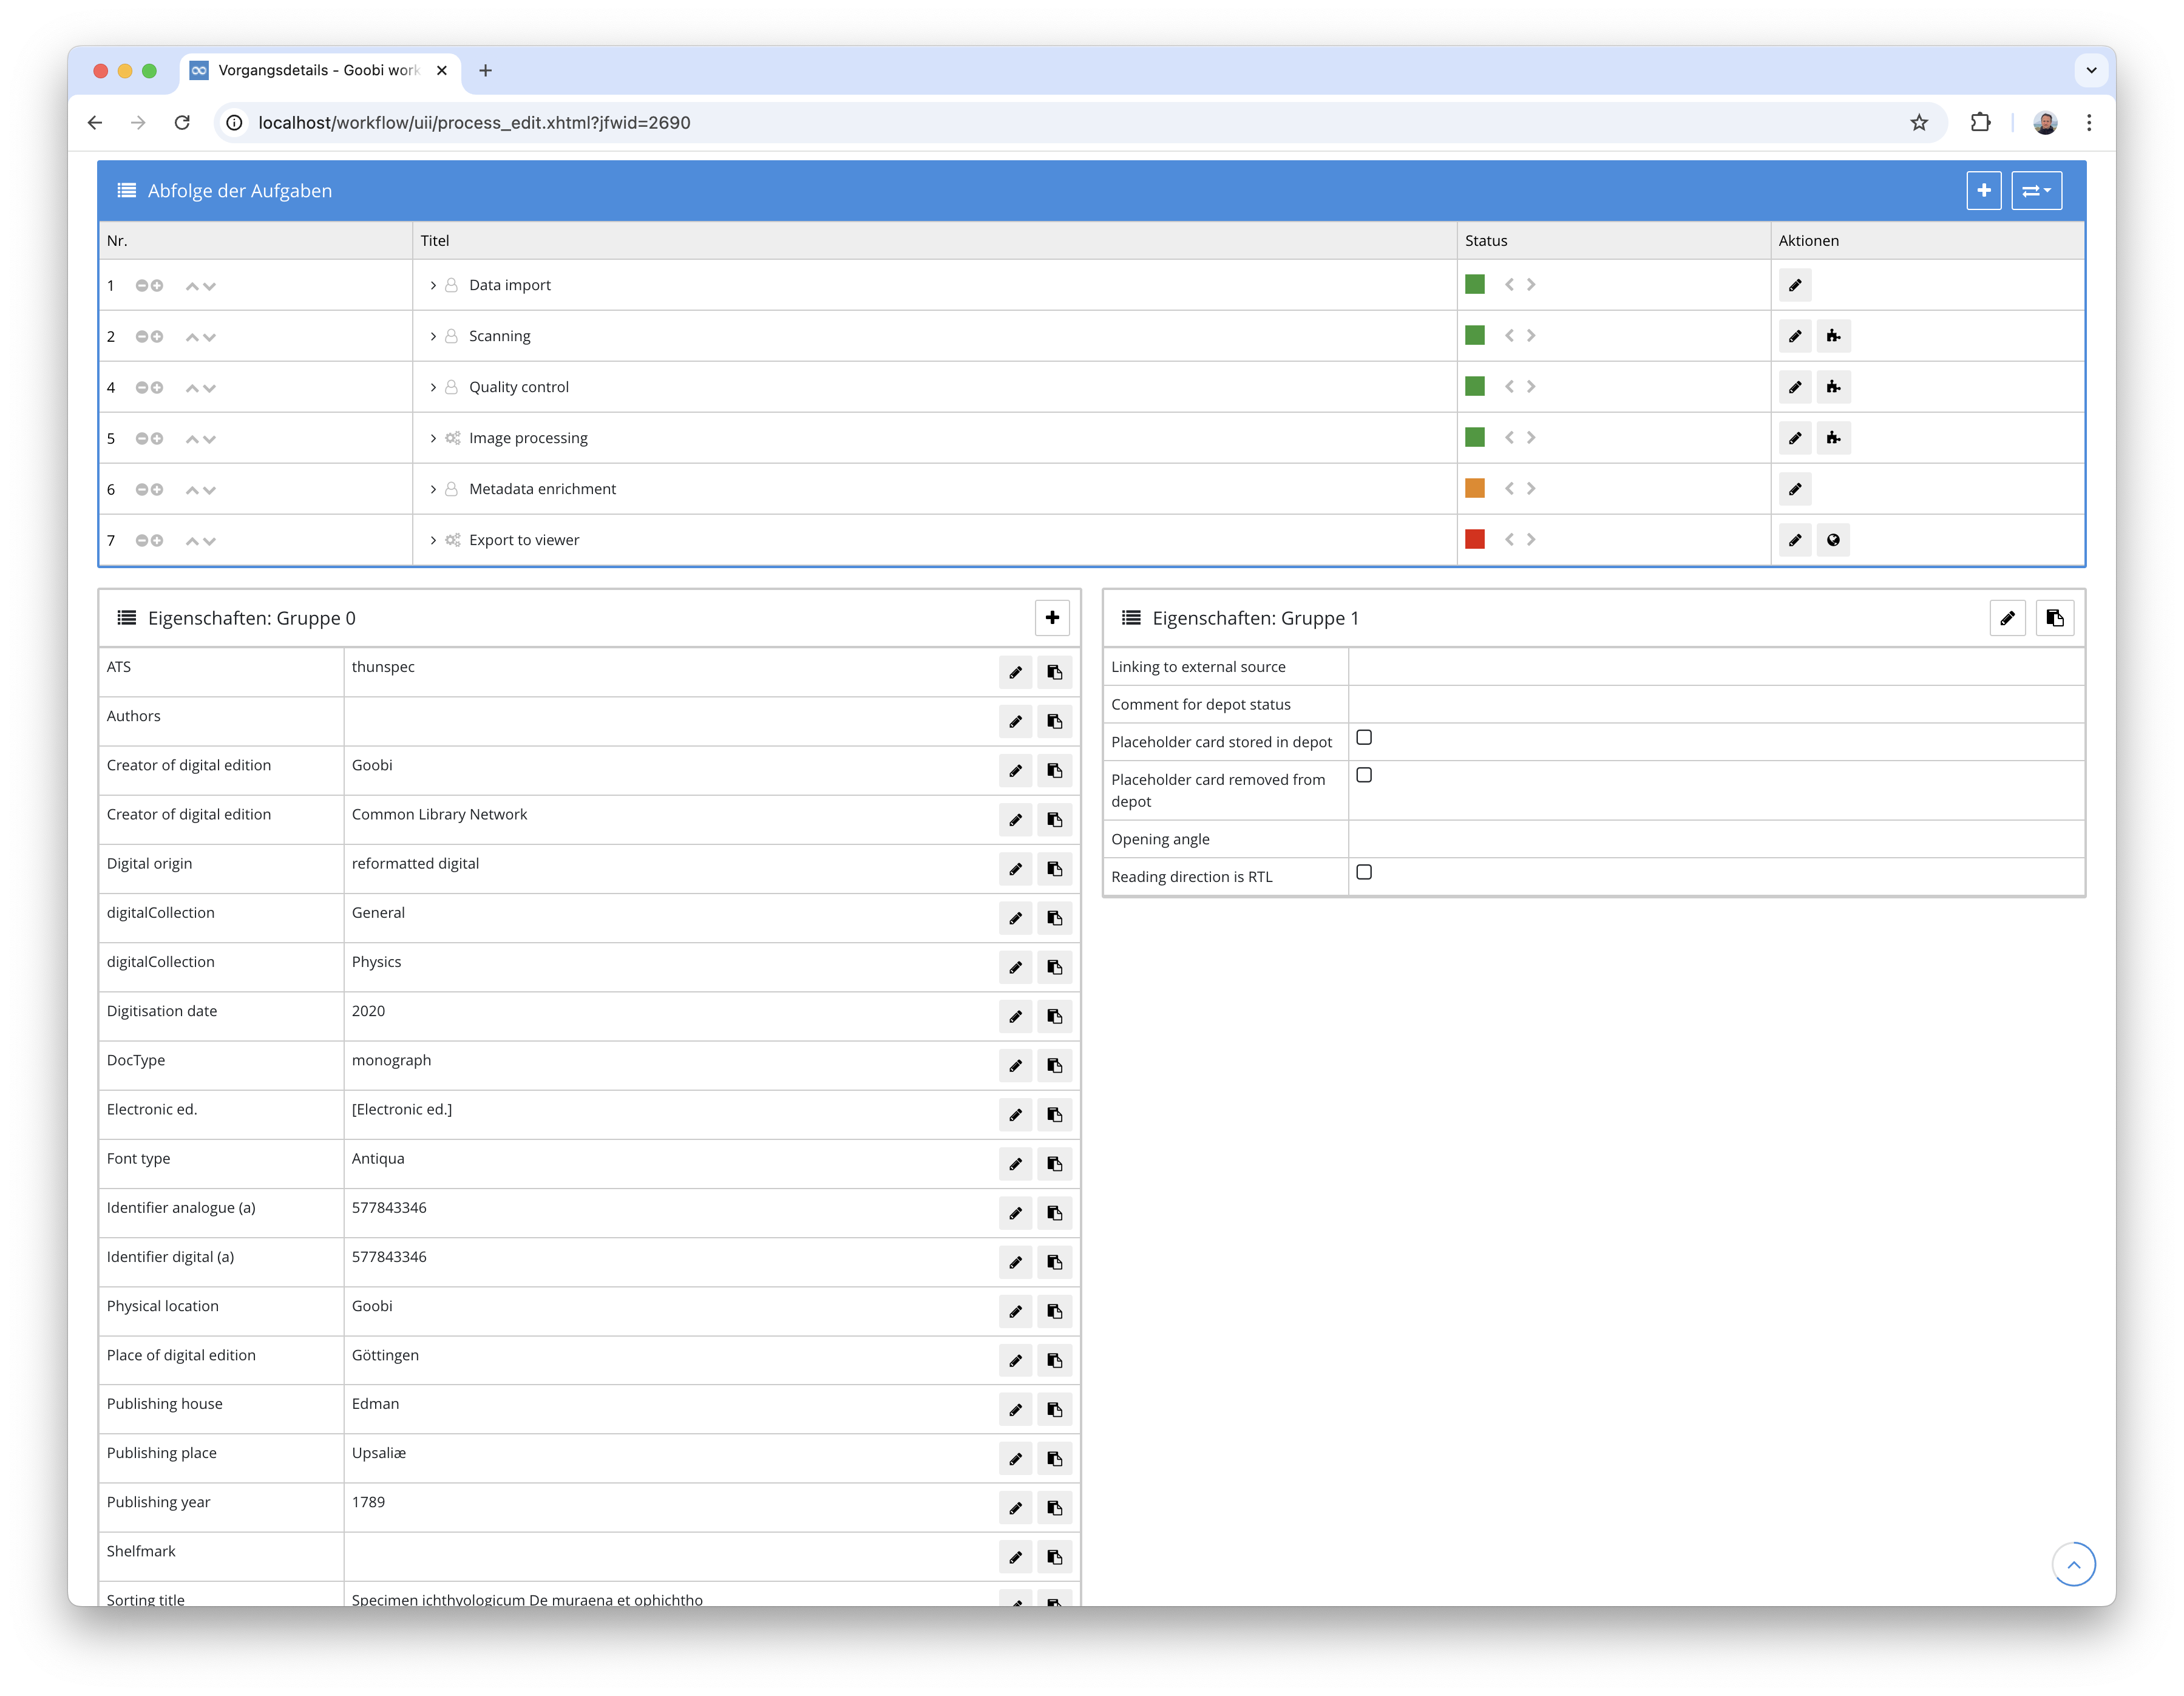 Vorgangsdetails - Goobi work
localhost/workflow/uii/process_edit.xhtml?jfwid=2690
Abfolge der Aufgaben
Nr. Titel Status Aktionen
1 Data import
2 Scanning
4 Quality control
5 Image processing
6 Metadata enrichment
7 Export to viewer
Eigenschaften: Gruppe 0
ATS thunspec
Authors
Creator of digital edition Goobi
Creator of digital edition Common Library Network
Digital origin reformatted digital
digitalCollection General
digitalCollection Physics
Digitisation date 2020
DocType monograph
Electronic ed. [Electronic ed.]
Font type Antiqua
Identifier analogue (a) 577843346
Identifier digital (a) 577843346
Physical location Goobi
Place of digital edition Göttingen
Publishing house Edman
Publishing place Upsaliæ
Publishing year 1789
Shelfmark
Sorting title Specimen ichthyologicum De muraena et ophichtho
Eigenschaften: Gruppe 1
Linking to external source
Comment for depot status
Placeholder card stored in depot
Placeholder card removed from
depot
Opening angle
Reading direction is RTL